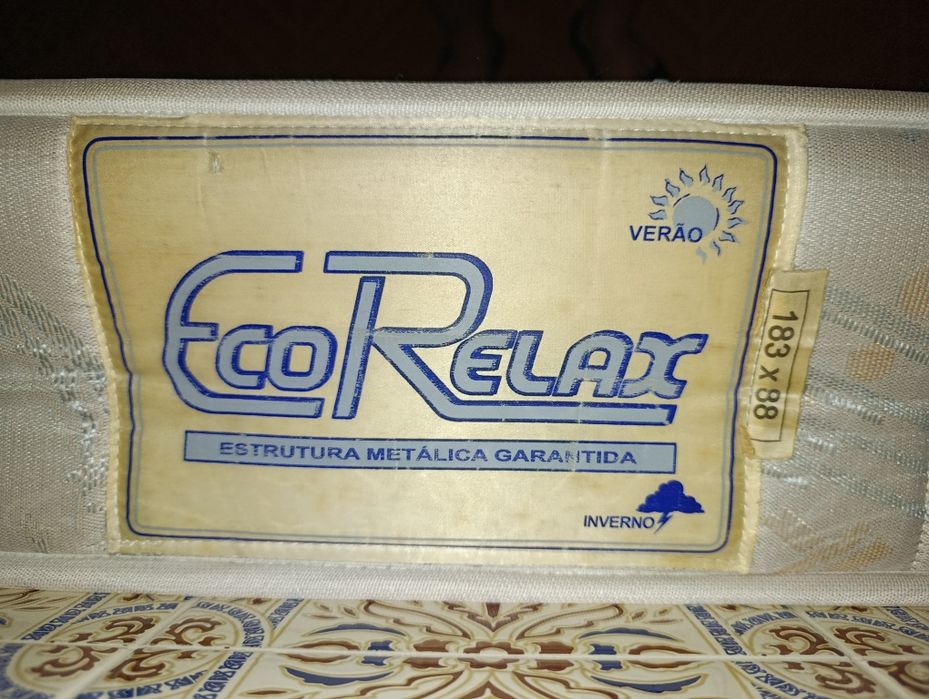 VERÃO
ECORELAX
ESTRUTURA METÁLICA GARANTIDA
INVERNO
183 x 88